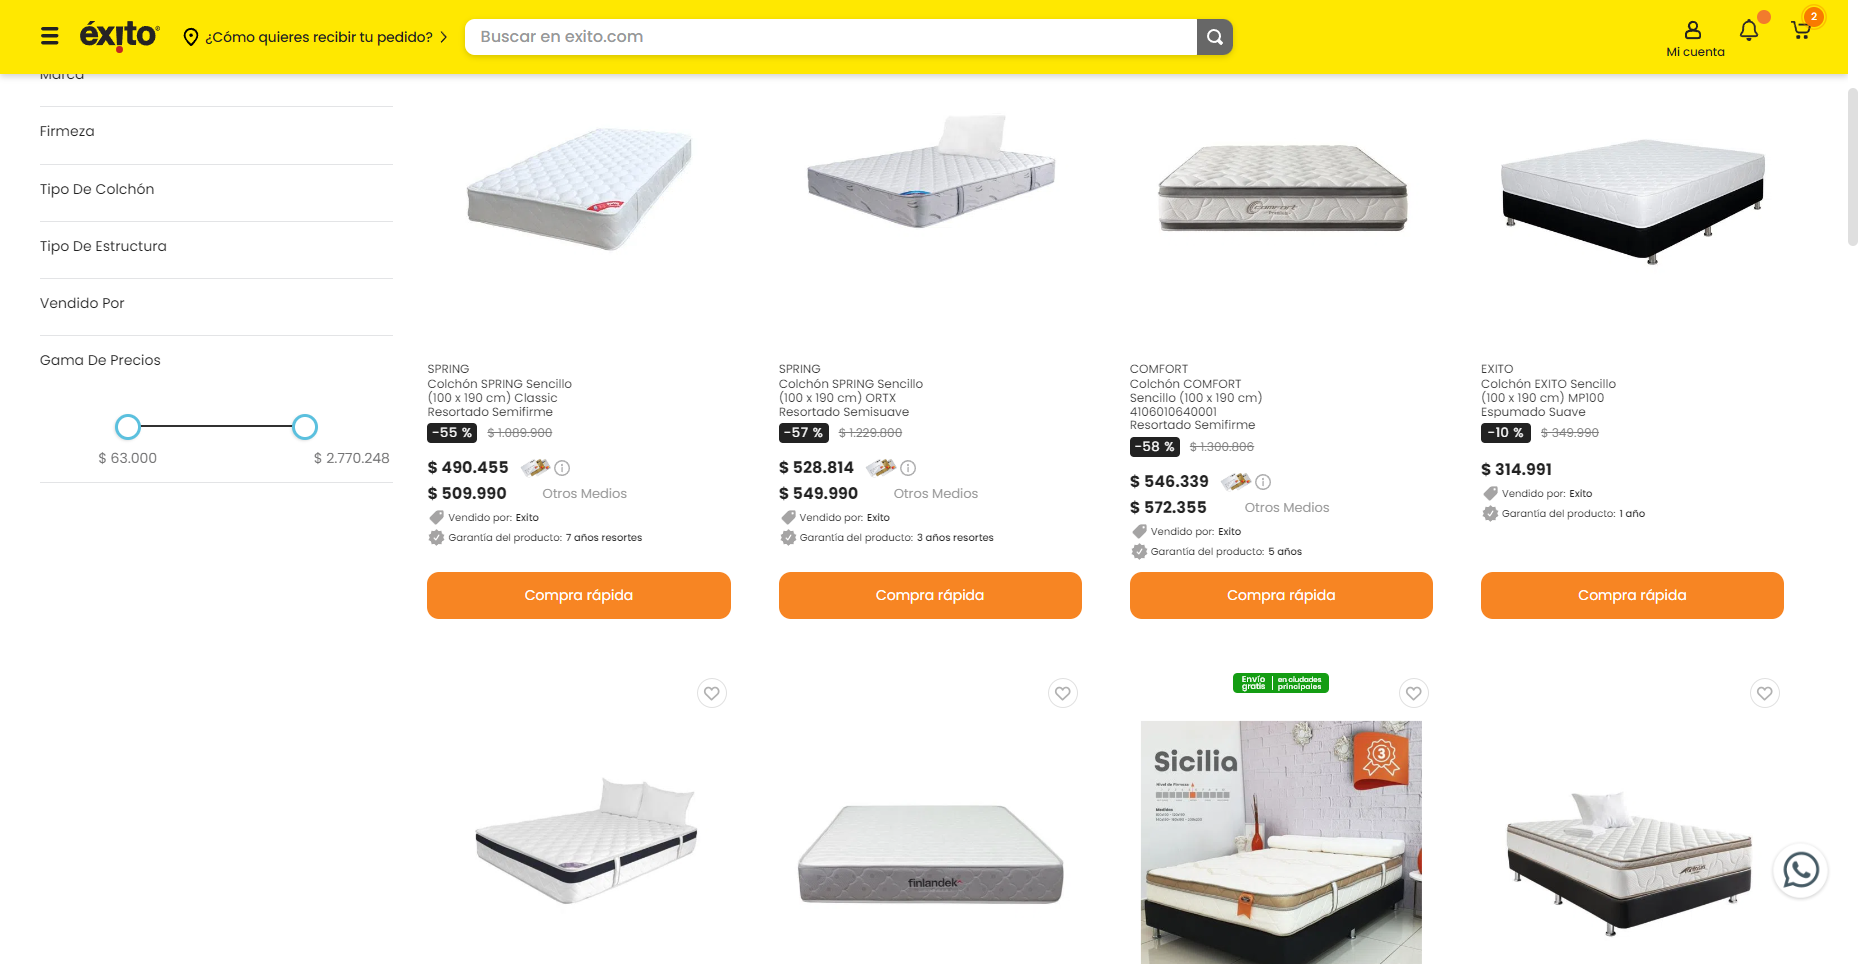 éxito
¿Cómo quieres recibir tu pedido?
Buscar en exito.com
Mi cuenta
2
Marca
Firmeza
Tipo De Colchón
Tipo De Estructura
Vendido Por
Gama De Precios
$ 63.000
$ 2.770.248
SPRING
Colchón SPRING Sencillo
(100 x 190 cm) Classic
Resortado Semifirme
-55 % $ 1.089.900
$ 490.455
$ 509.990 Otros Medios
Vendido por: Exito
Garantía del producto: 7 años resortes
Compra rápida
SPRING
Colchón SPRING Sencillo
(100 x 190 cm) ORTX
Resortado Semisuave
-57 % $ 1.229.800
$ 528.814
$ 549.990 Otros Medios
Vendido por: Exito
Garantía del producto: 3 años resortes
Compra rápida
comfort
COMFORT
Colchón COMFORT
Sencillo (100 x 190 cm)
4106010640001
Resortado Semifirme
-58 % $ 1.300.806
$ 546.339
$ 572.355 Otros Medios
Vendido por: Exito
Garantía del producto: 5 años
Compra rápida
EXITO
Colchón EXITO Sencillo
(100 x 190 cm) MP100
Espumado Suave
-10 % $ 349.990
$ 314.991
Vendido por: Exito
Garantía del producto: 1 año
Compra rápida
finlandek
Envío
gratis
en ciudades
principales
Sicilia
Nivel de Firmeza
Medidas
3